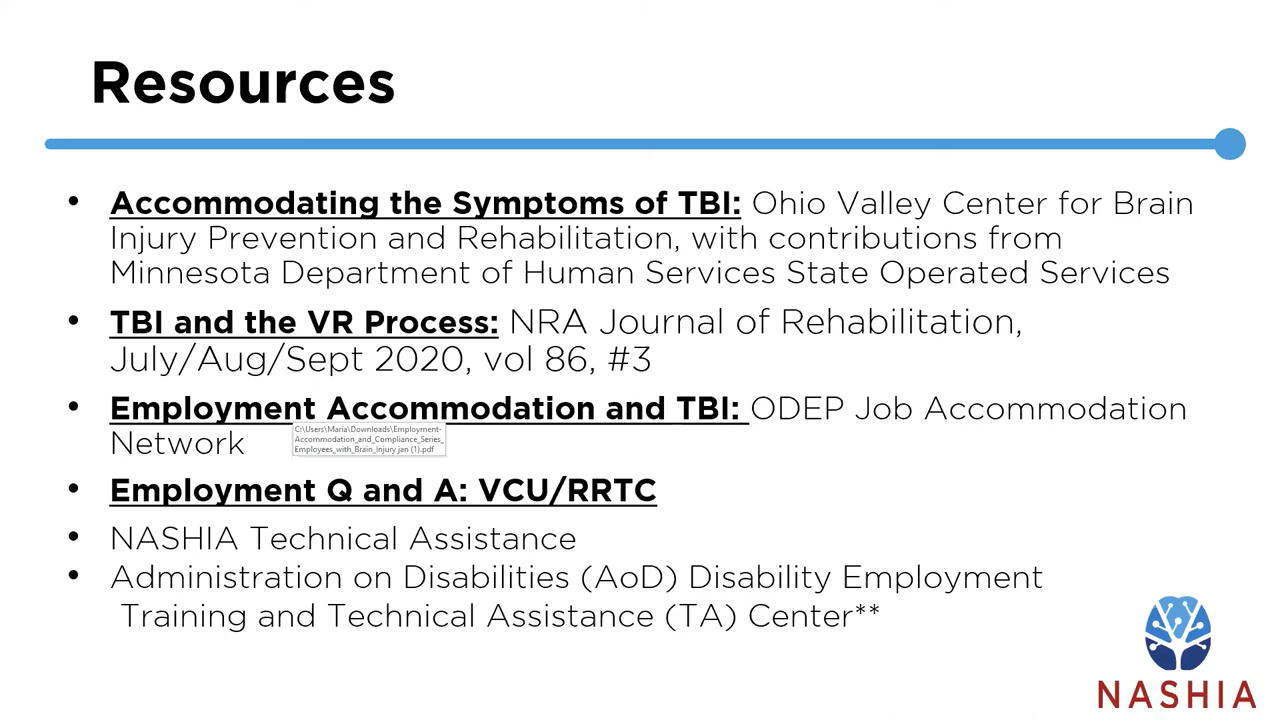 Resources
• Accommodating the Symptoms of TBI: Ohio Valley Center for Brain
Injury Prevention and Rehabilitation, with contributions from
Minnesota Department of Human Services State Operated Services
• TBI and the VR Process: NRA Journal of Rehabilitation,
July/Aug/Sept 2020, vol 86, #3
• Employment Accommodation and TBI: ODEP Job Accommodation
Network
C:\Users\Maria\Downloads\Employment-
Accommodation_and_Compliance_Series_
Employees_with_Brain_Injury jan (1).pdf
• Employment Q and A: VCU/RRTC
• NASHIA Technical Assistance
• Administration on Disabilities (AoD) Disability Employment
Training and Technical Assistance (TA) Center**
NASHIA